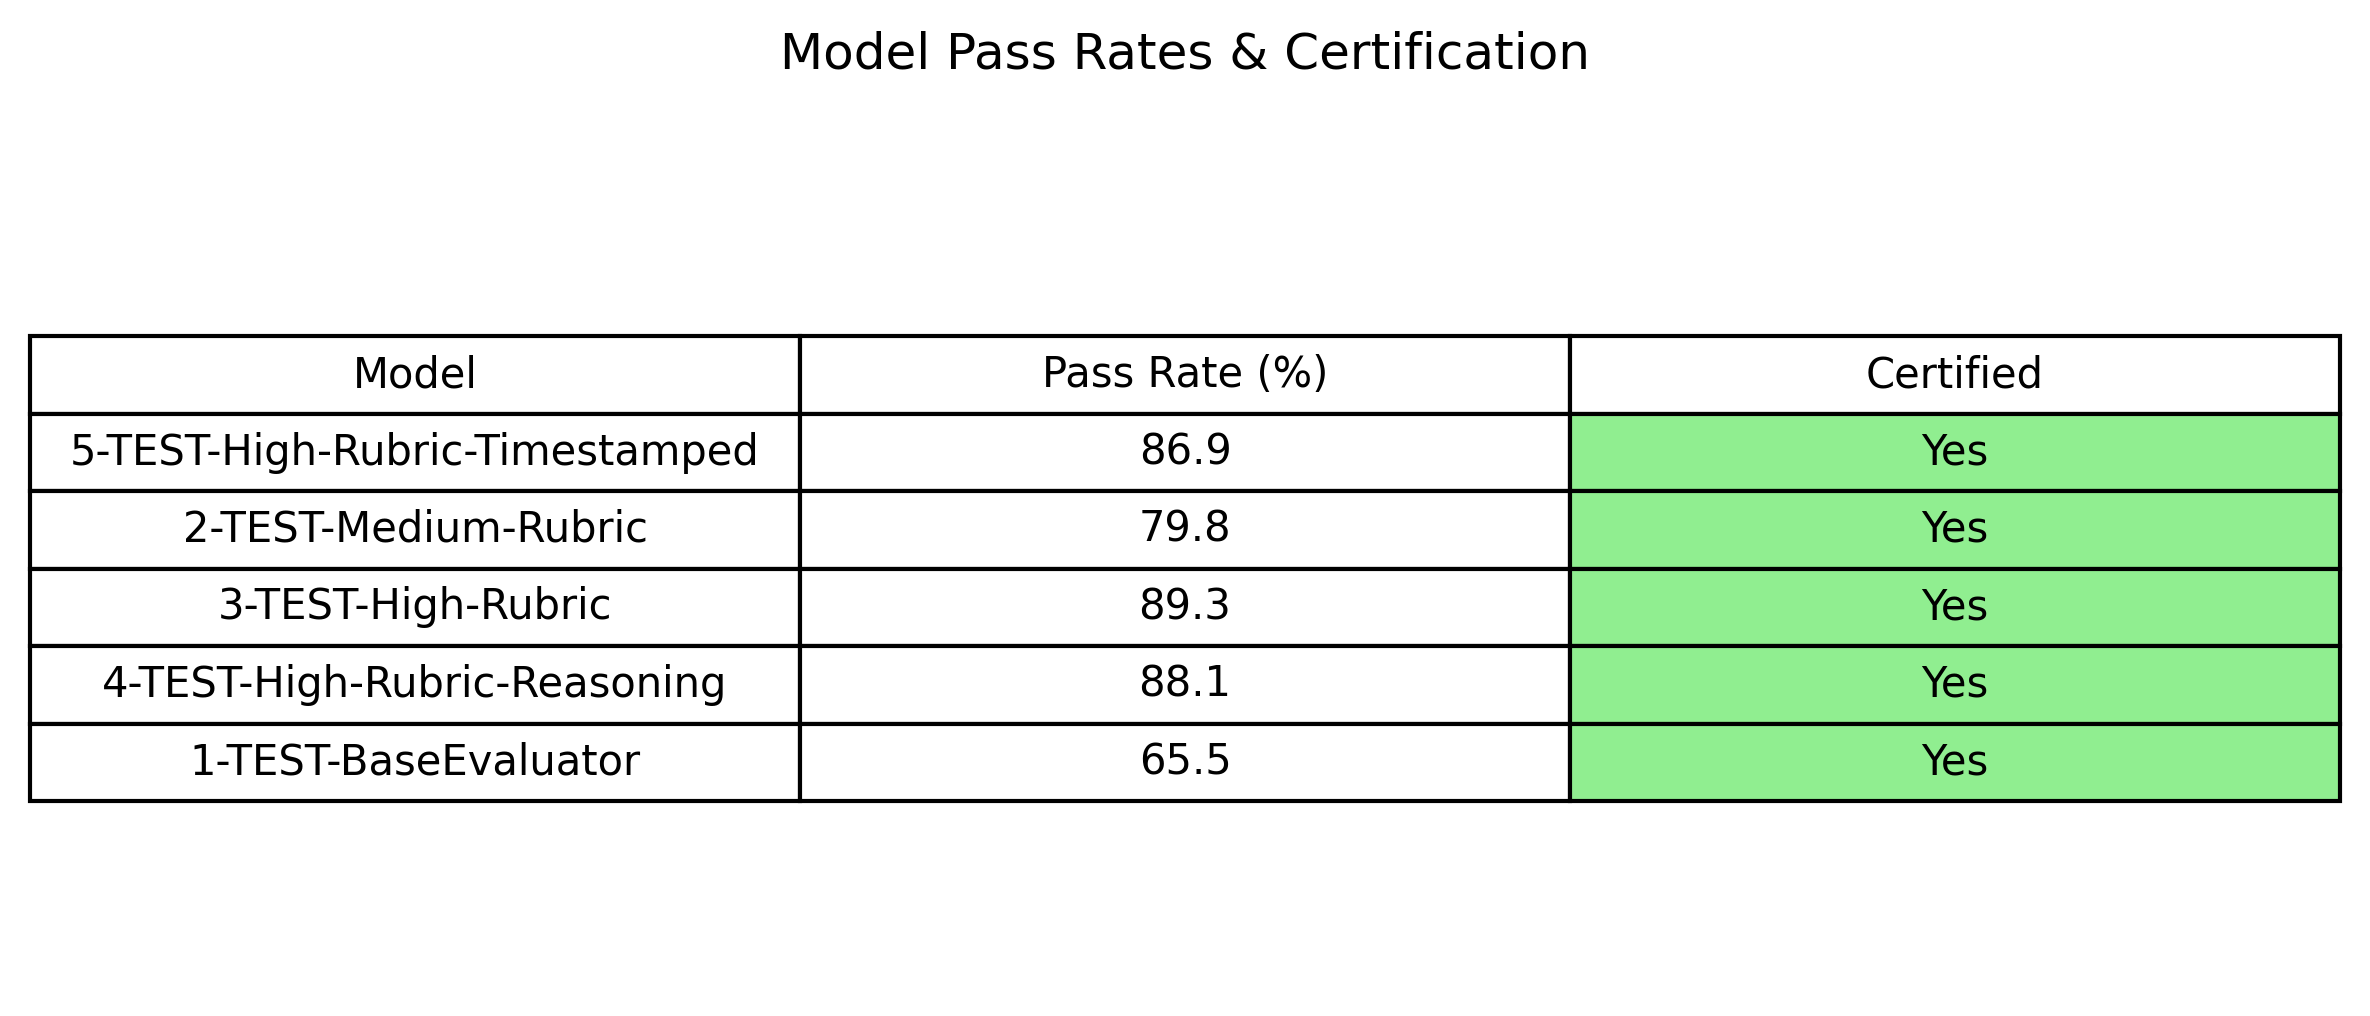 Model Pass Rates & Certification
Model Pass Rate (%) Certified
5-TEST-High-Rubric-Timestamped 86.9 Yes
2-TEST-Medium-Rubric 79.8 Yes
3-TEST-High-Rubric 89.3 Yes
4-TEST-High-Rubric-Reasoning 88.1 Yes
1-TEST-BaseEvaluator 65.5 Yes